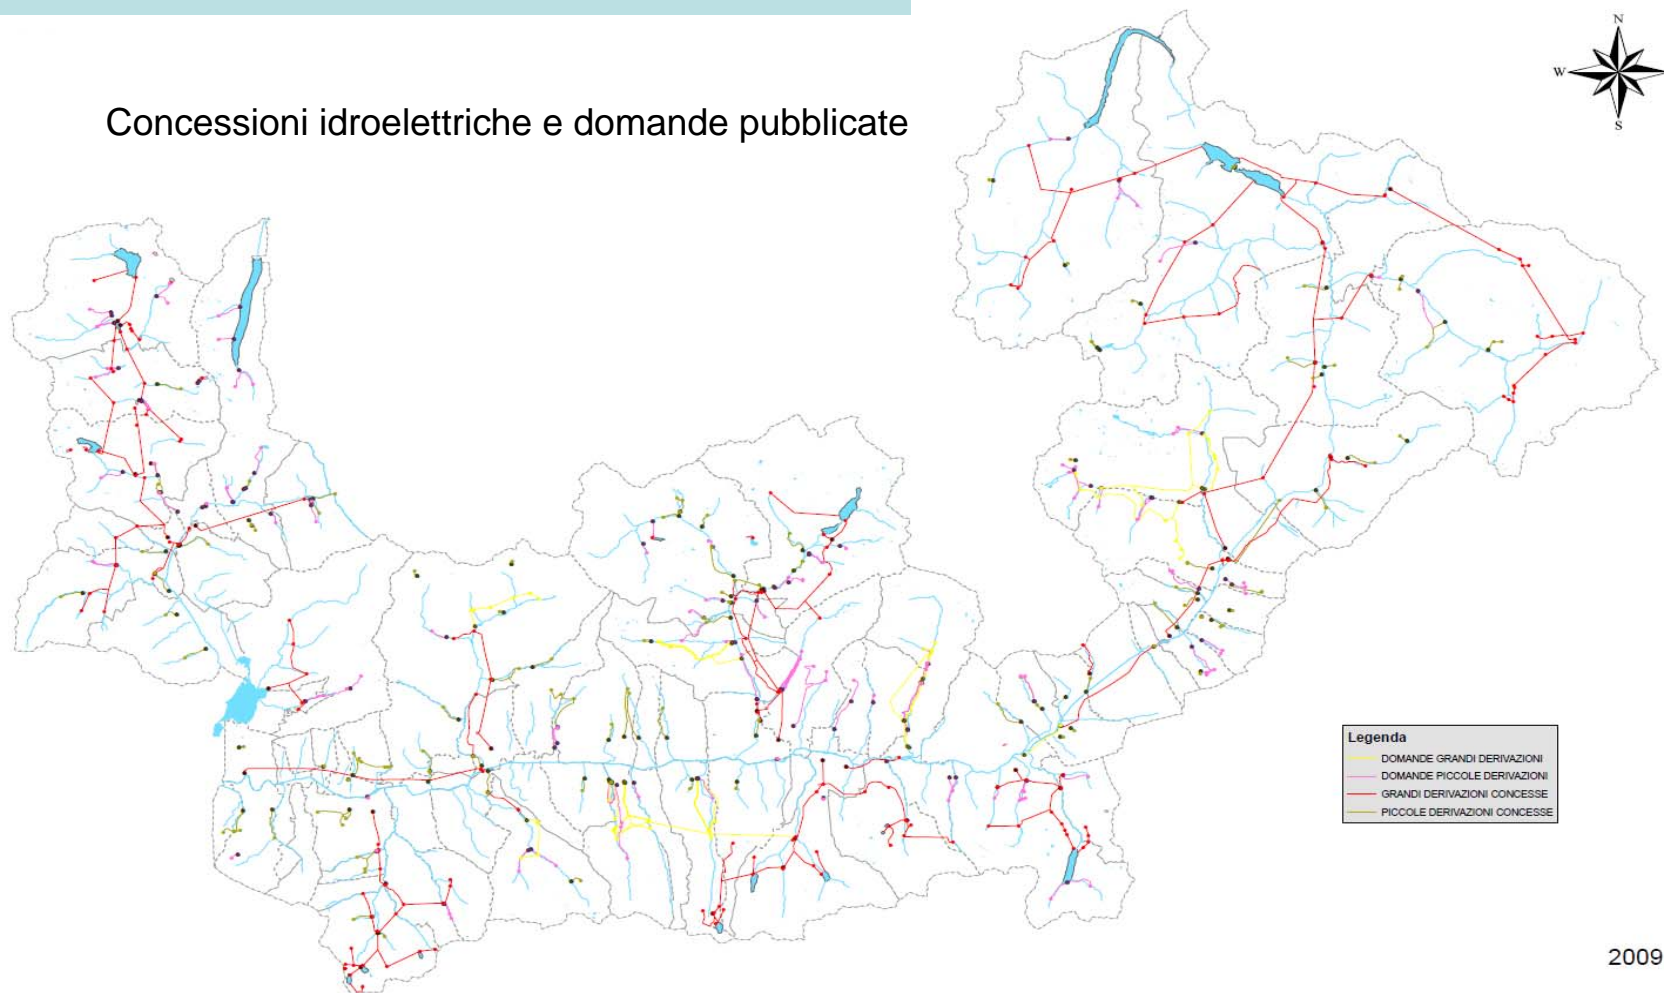 Concessioni idroelettriche e domande pubblicate
N
W
S
Legenda
DOMANDE GRANDI DERIVAZIONI
DOMANDE PICCOLE DERIVAZIONI
GRANDI DERIVAZIONI CONCESSE
PICCOLE DERIVAZIONI CONCESSE
2009